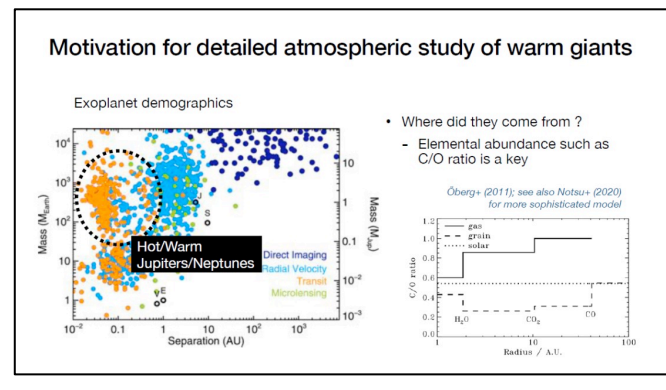 Motivation for detailed atmospheric study of warm giants
Exoplanet demographics
10⁴
10³
100
10
1
Mass (M_Earth)
10⁻²
0.1
1
10
10²
10³
Separation (AU)
10
1
0.1
10⁻²
10⁻³
Mass (M_Jup)
J
S
V E
Hot/Warm
Jupiters/Neptunes
Direct Imaging
Radial Velocity
Transit
Microlensing
• Where did they come from ?
- Elemental abundance such as
C/O ratio is a key
Öberg+ (2011); see also Notsu+ (2020)
for more sophisticated model
1.2
1.0
0.8
0.6
0.4
0.2
0.0
C/O ratio
gas
grain
solar
H₂O
CO₂
CO
1
10
100
Radius / A.U.